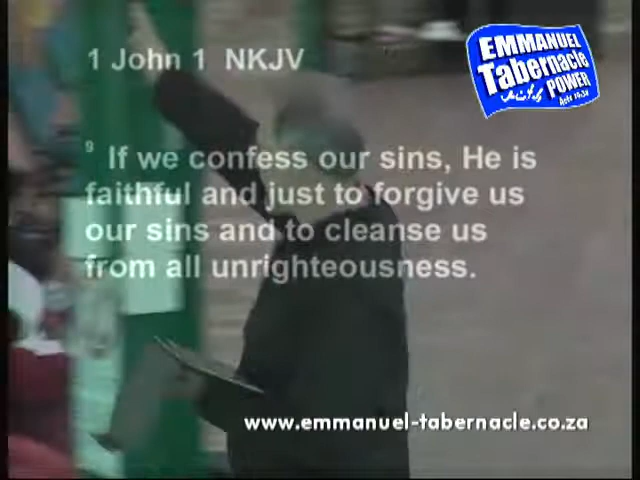 1 John 1 NKJV
EMMANUEL
Tabernacle
POWER
9 If we confess our sins, He is
faithful and just to forgive us
our sins and to cleanse us
from all unrighteousness.
www.emmanuel-tabernacle.co.za